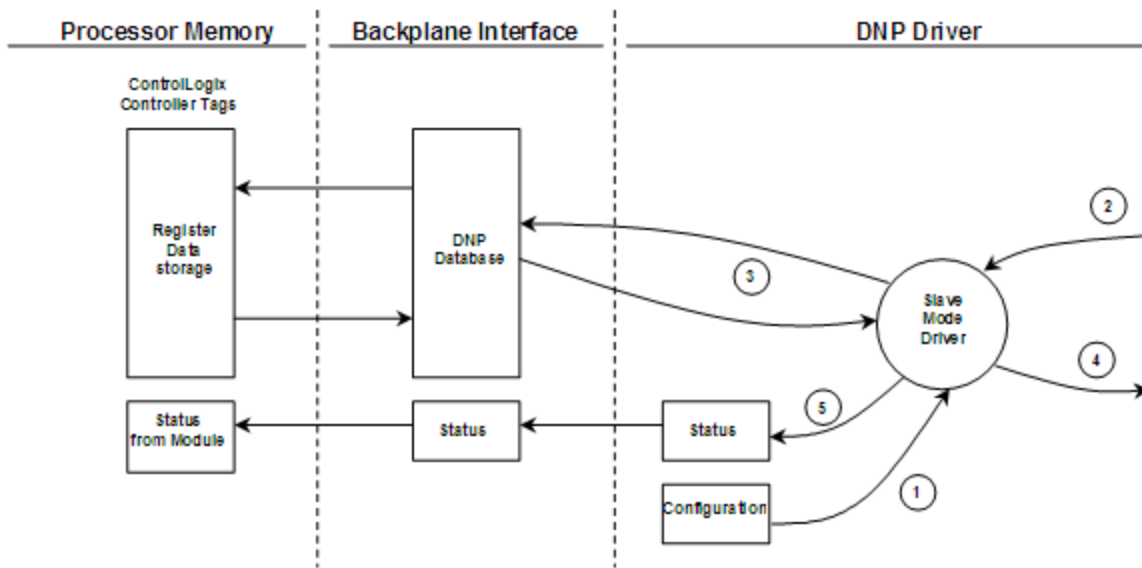 Processor Memory
Backplane Interface
DNP Driver
ControlLogix
Controller Tags
Register
Data
storage
DNP
Database
2
3
Slave
Mode
Driver
4
Status
from Module
Status
Status
5
Configuration
1